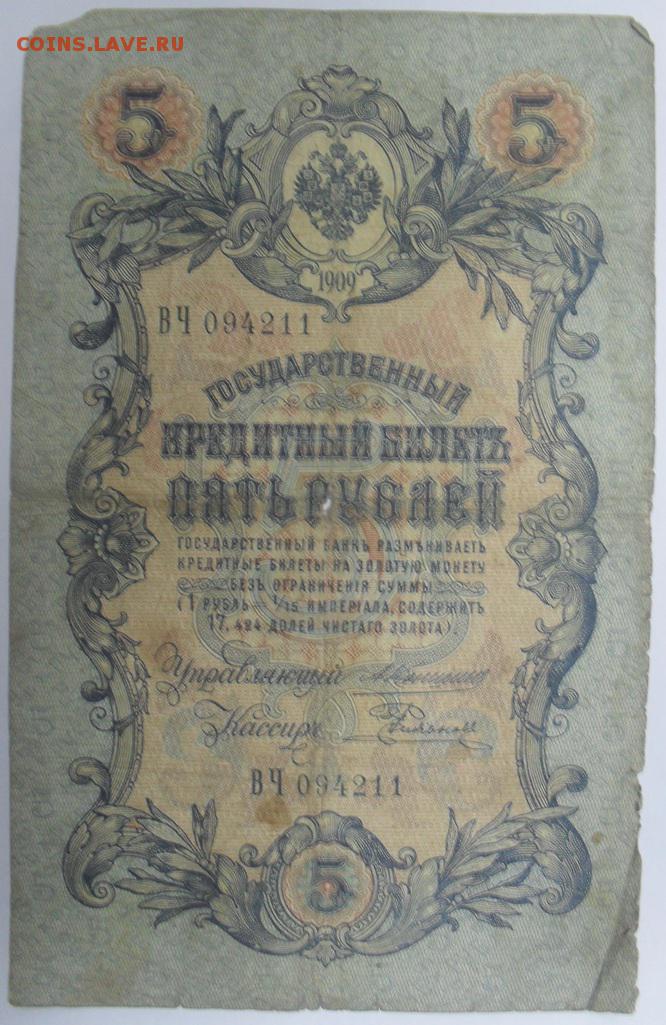 COINS.LAVE.RU
5 5
1909
ВЧ 094211
ГОСУДАРСТВЕННЫЙ
КРЕДИТНЫЙ БИЛЕТЪ
ПЯТЬ РУБЛЕЙ
ГОСУДАРСТВЕННЫЙ БАНКЪ РАЗМѢНИВАЕТЪ
КРЕДИТНЫЕ БИЛЕТЫ НА ЗОЛОТУЮ МОНЕТУ
БЕЗЪ ОГРАНИЧЕНІЯ СУММЫ
(1 РУБЛЬ = 1/15 ИМПЕРІАЛА, СОДЕРЖИТЪ
17,424 ДОЛЕЙ ЧИСТАГО ЗОЛОТА).
Управляющій
Кассиръ
ВЧ 094211
5